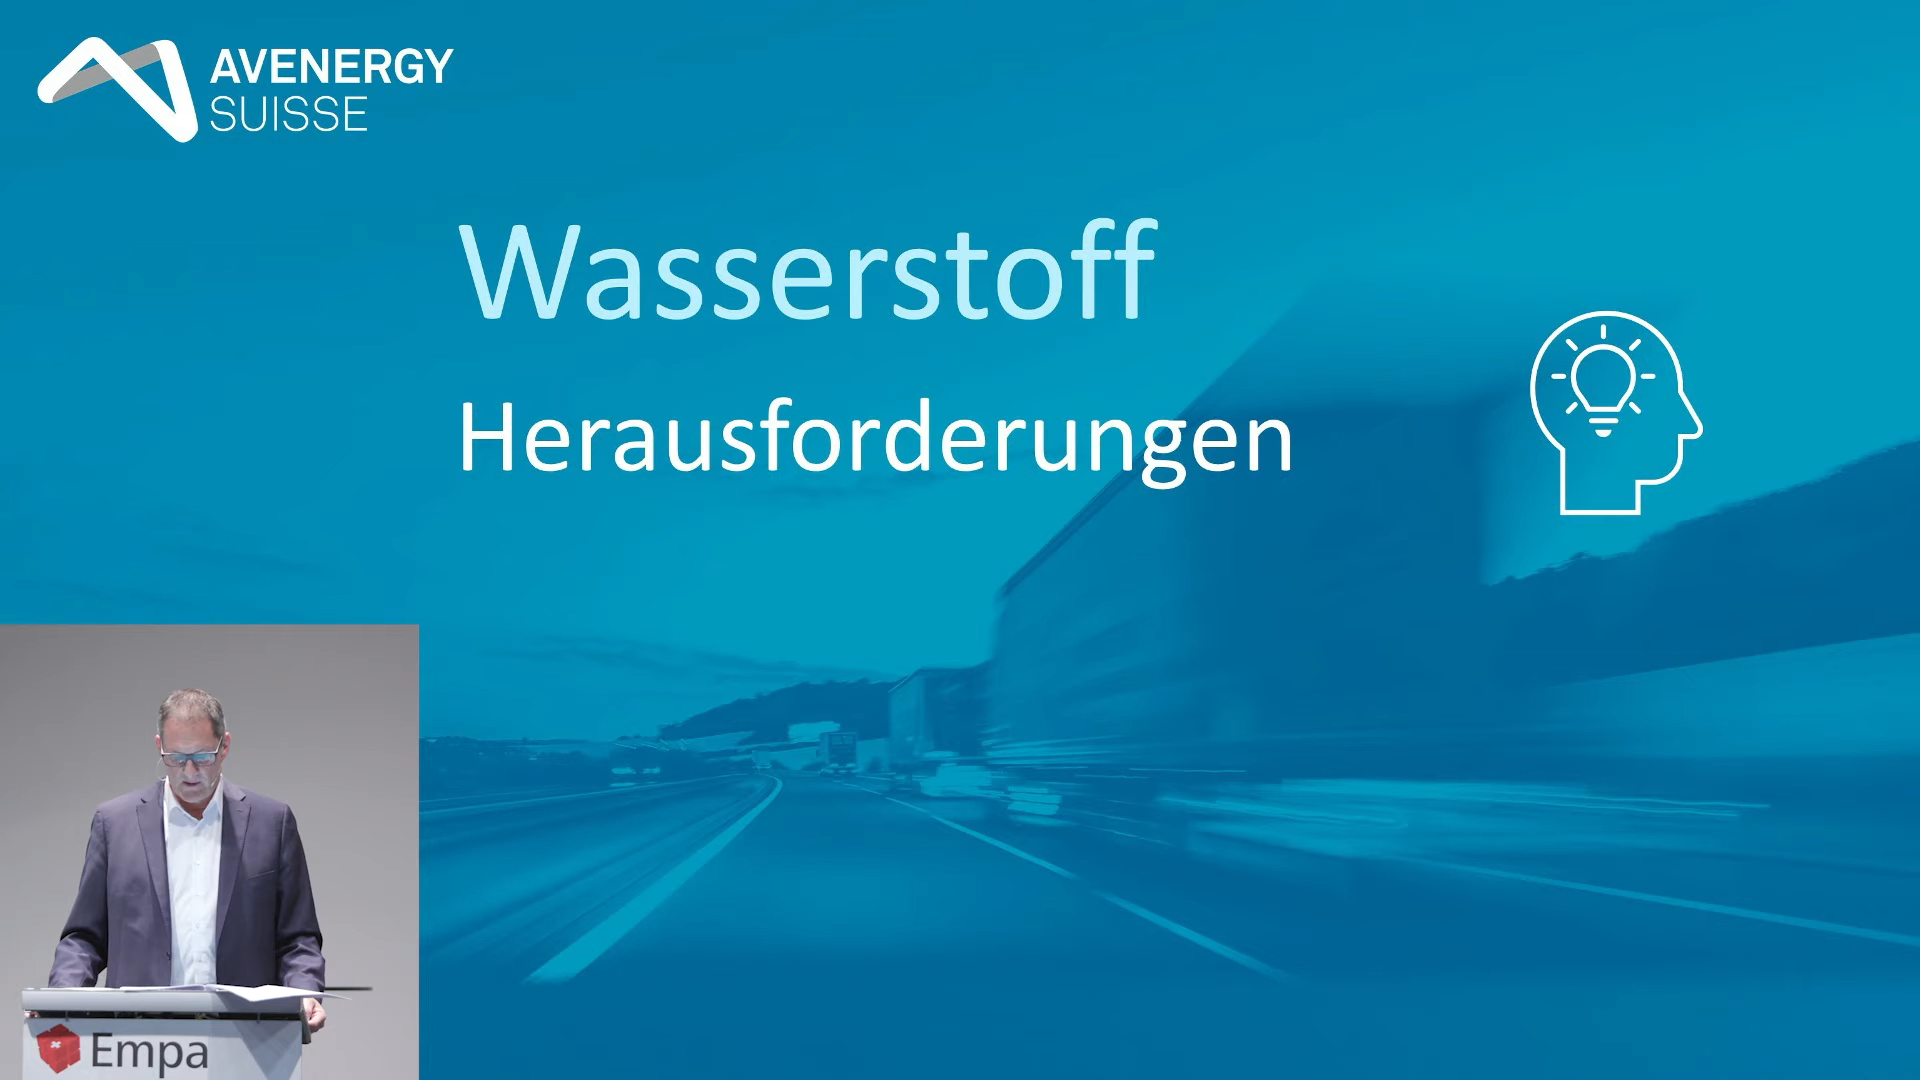 AVENERGY
SUISSE
Wasserstoff
Herausforderungen
Empa